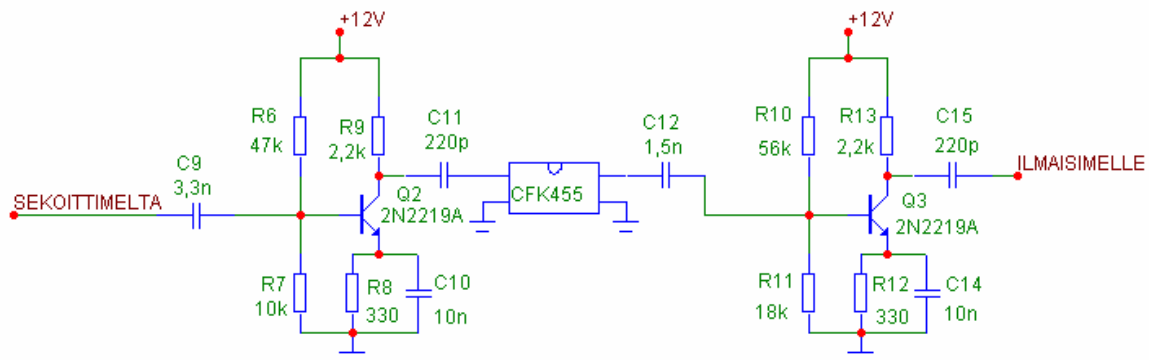 +12V
+12V
R6
47k
R9
2,2k
C11
220p
C12
1,5n
R10
56k
R13
2,2k
C15
220p
C9
3,3n
SEKOITTIMELTA
Q2
2N2219A
CFK455
ILMAISIMELLE
Q3
2N2219A
R7
10k
R8
330
C10
10n
R11
18k
R12
330
C14
10n